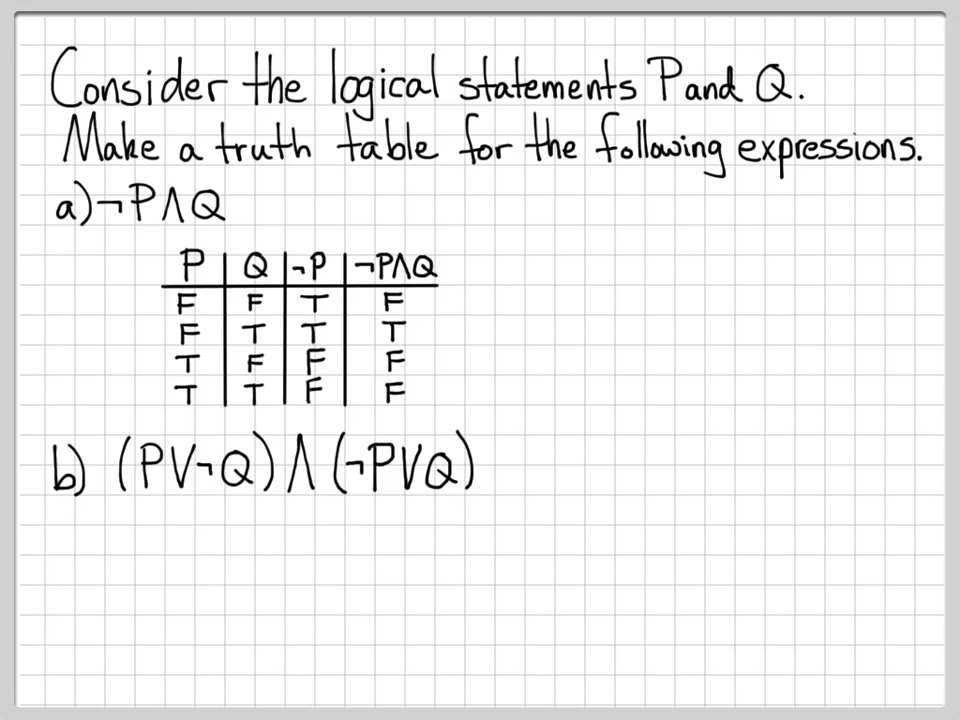 Consider the logical statements P and Q.
Make a truth table for the following expressions.
a) ¬P∧Q
P Q ¬P ¬P∧Q
F F T F
F T T T
T F F F
T T F F
b) (P∨¬Q)∧(¬P∨Q)